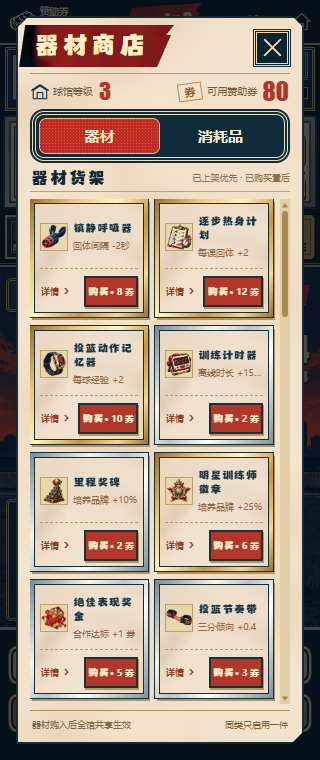 赞助券
器材商店
球馆等级 3
券 可用赞助券 80
器材 消耗品
器材货架 已上架优先·已购买置后
镇静呼吸器
回体间隔 -2秒
详情 购买·8券
逐步热身计
划
每课回体 +2
详情 购买·12券
投篮动作记
忆器
每球经验 +2
详情 购买·10券
训练计时器
离线时长 +15...
详情 购买·2券
里程奖碑
培养品牌 +10%
详情 购买·2券
明星训练师
徽章
培养品牌 +25%
详情 购买·6券
绝佳表现奖
金
合作达标 +1 券
详情 购买·5券
投篮节奏带
三分倾向 +0.4
详情 购买·3券
器材购入后全馆共享生效 同类只启用一件